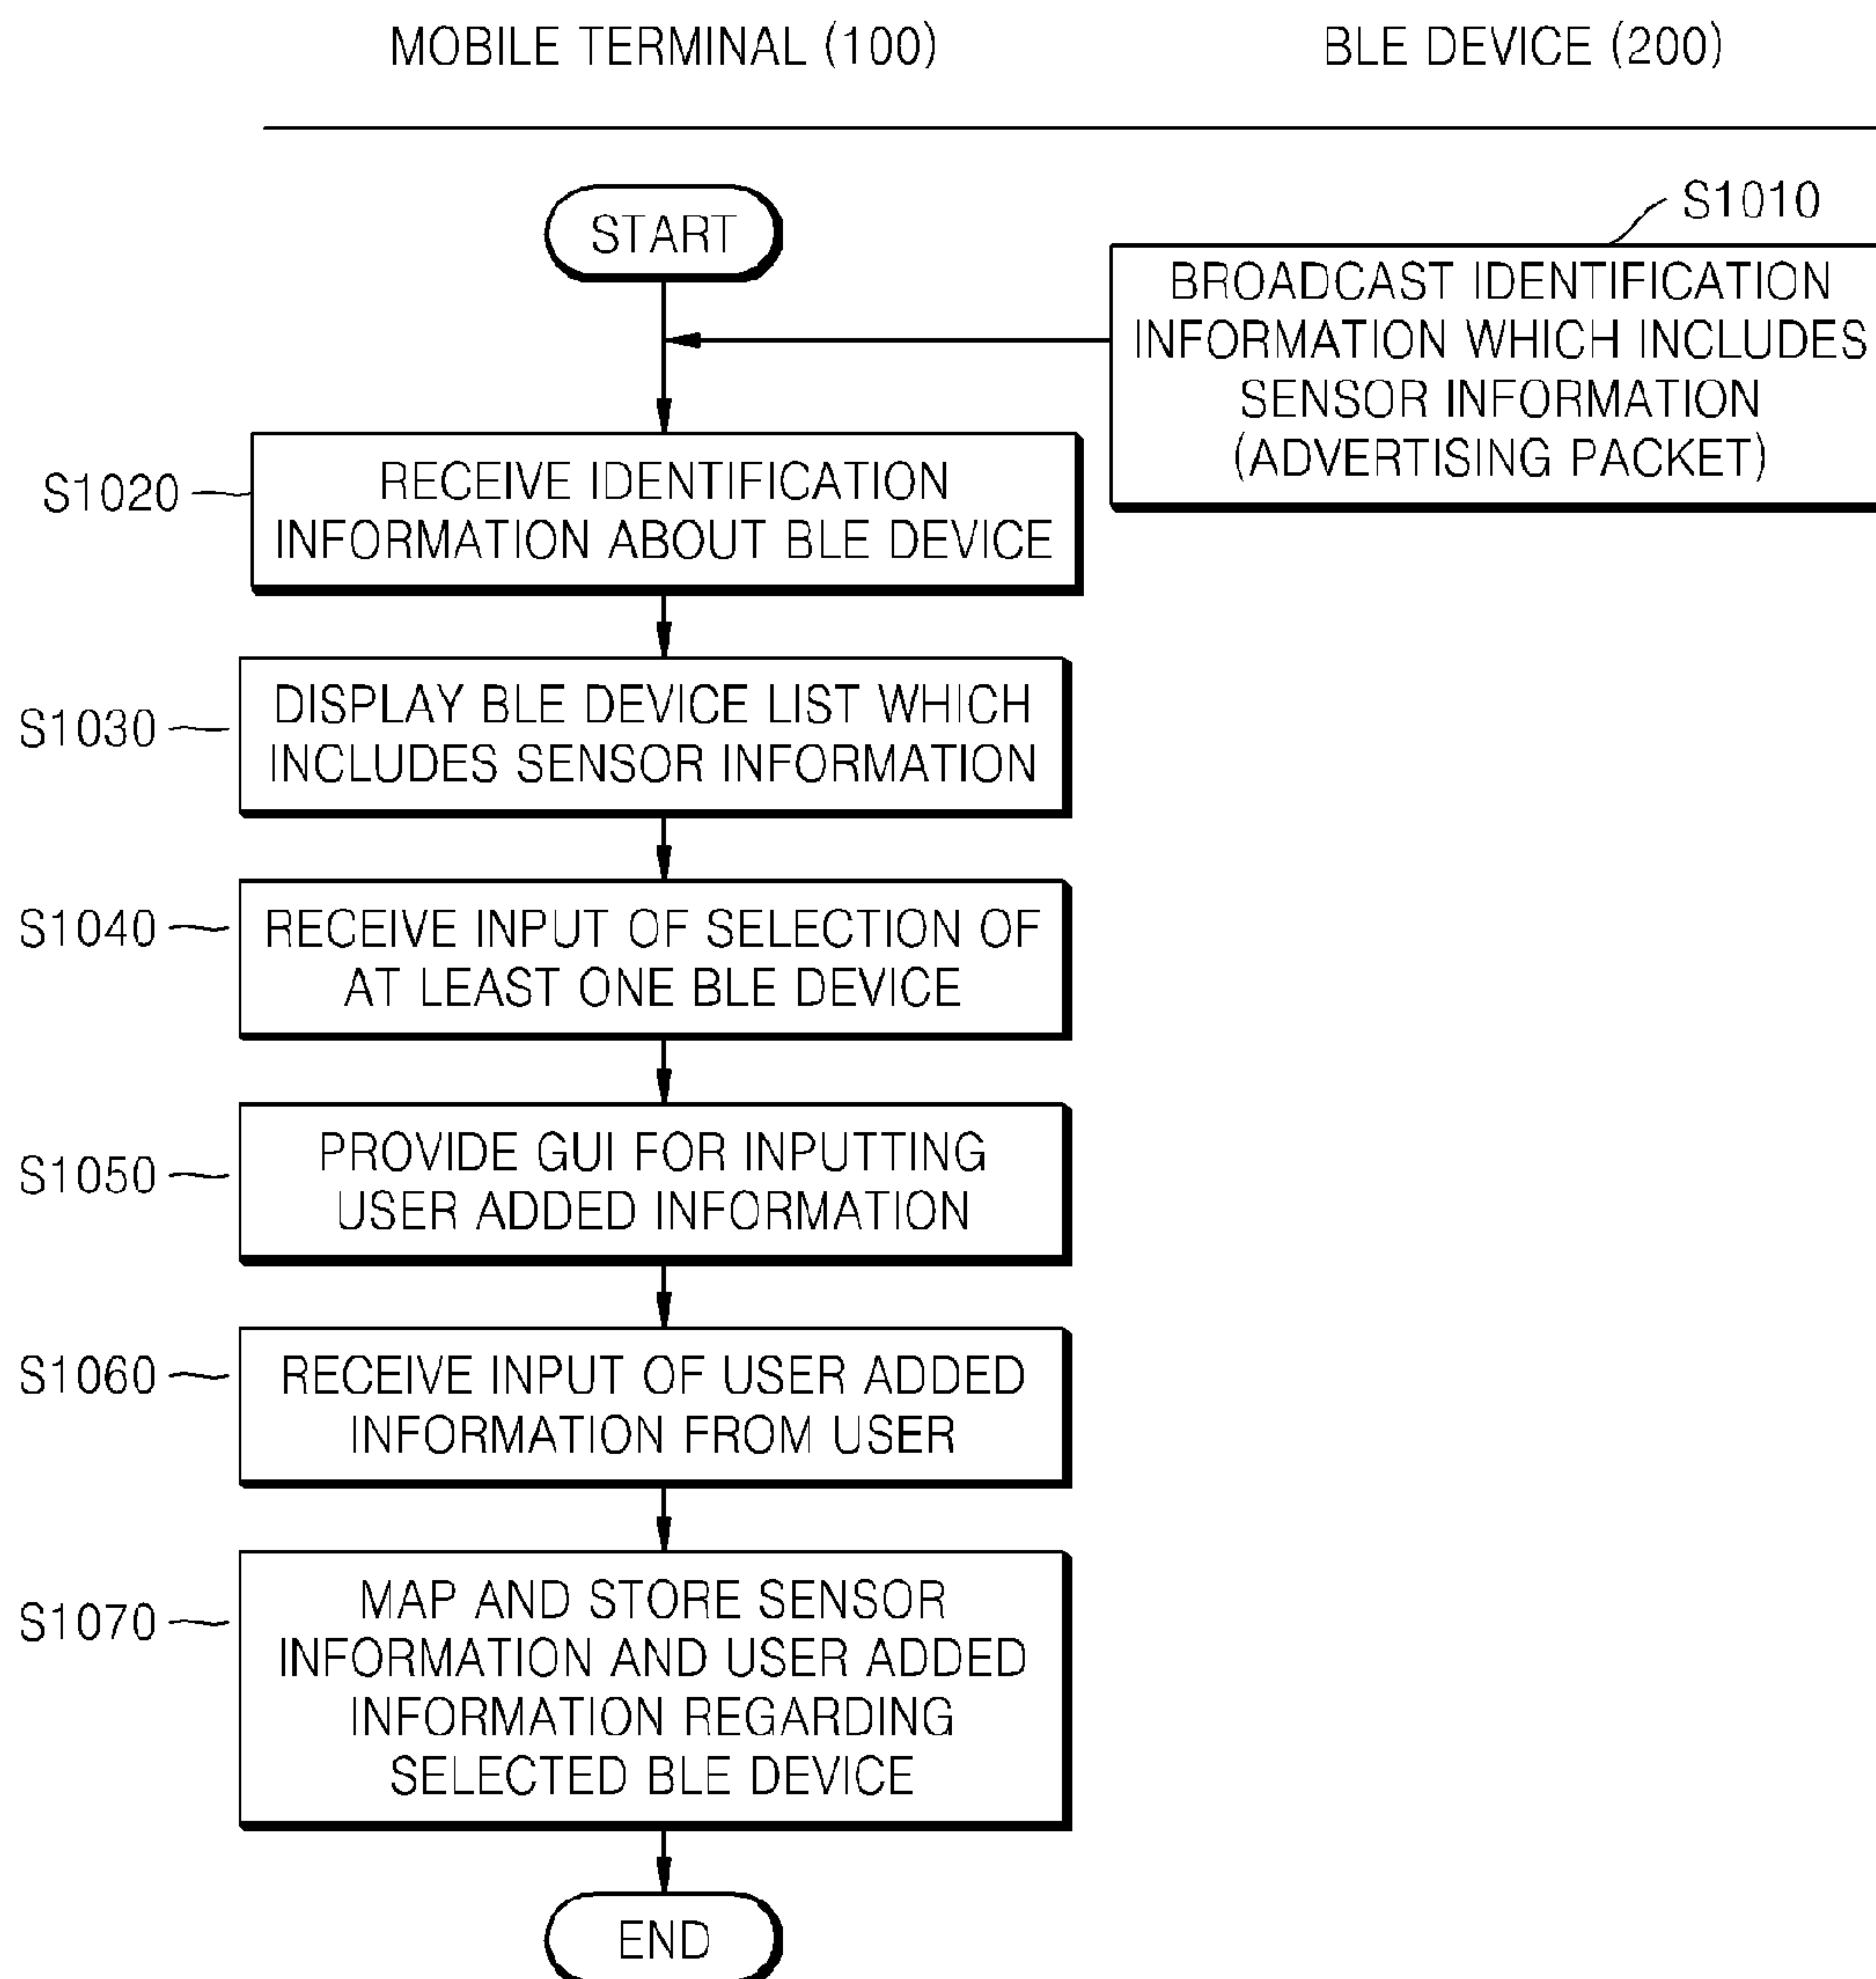 MOBILE TERMINAL (100)
BLE DEVICE (200)
START
S1010
BROADCAST IDENTIFICATION
INFORMATION WHICH INCLUDES
SENSOR INFORMATION
(ADVERTISING PACKET)
S1020
RECEIVE IDENTIFICATION
INFORMATION ABOUT BLE DEVICE
S1030
DISPLAY BLE DEVICE LIST WHICH
INCLUDES SENSOR INFORMATION
S1040
RECEIVE INPUT OF SELECTION OF
AT LEAST ONE BLE DEVICE
S1050
PROVIDE GUI FOR INPUTTING
USER ADDED INFORMATION
S1060
RECEIVE INPUT OF USER ADDED
INFORMATION FROM USER
S1070
MAP AND STORE SENSOR
INFORMATION AND USER ADDED
INFORMATION REGARDING
SELECTED BLE DEVICE
END